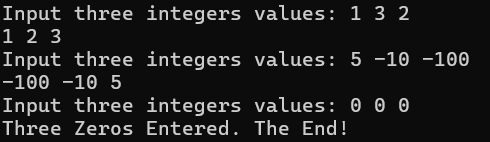 Input three integers values: 1 3 2
1 2 3
Input three integers values: 5 -10 -100
-100 -10 5
Input three integers values: 0 0 0
Three Zeros Entered. The End!